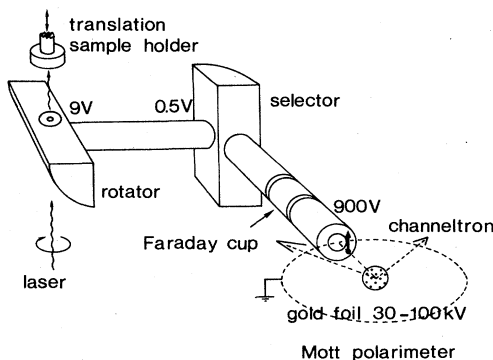 translation
sample holder
9V
0.5V
selector
rotator
900V
Faraday cup
channeltron
laser
gold foil 30-100kV
Mott polarimeter